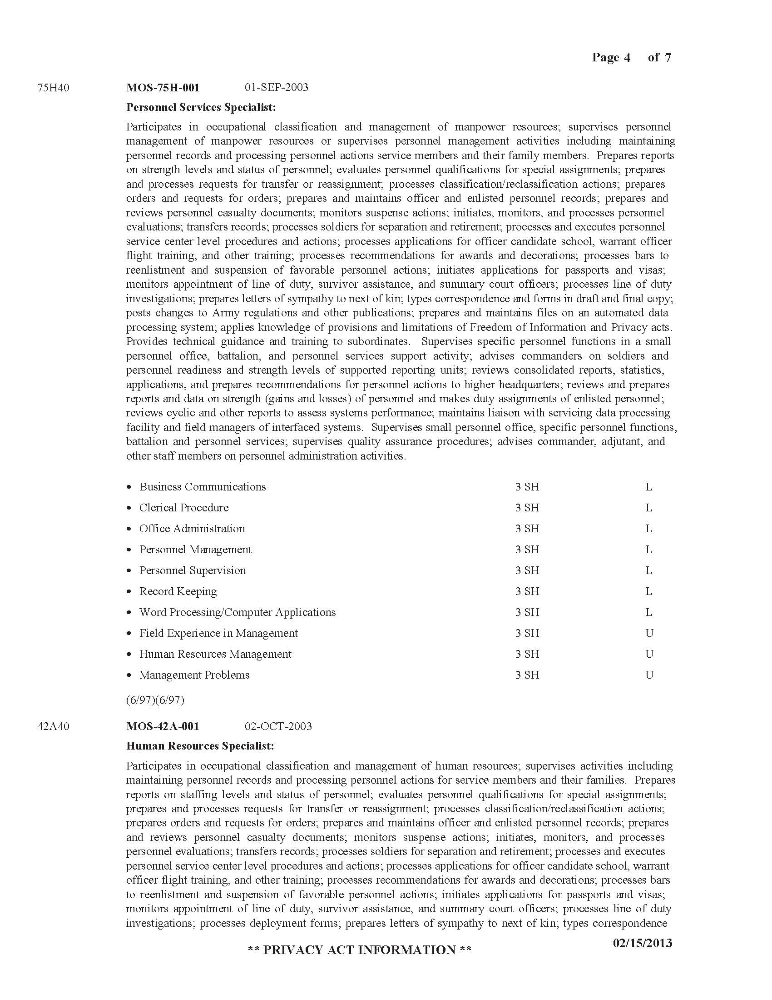 Page 4 of 7
75H40 MOS-75H-001 01-SEP-2003
Personnel Services Specialist:
Participates in occupational classification and management of manpower resources; supervises personnel
management of manpower resources or supervises personnel management activities including maintaining
personnel records and processing personnel actions service members and their family members. Prepares reports
on strength levels and status of personnel; evaluates personnel qualifications for special assignments; prepares
and processes requests for transfer or reassignment; processes classification/reclassification actions; prepares
orders and requests for orders; prepares and maintains officer and enlisted personnel records; prepares and
reviews personnel casualty documents; monitors suspense actions; initiates, monitors, and processes personnel
evaluations; transfers records; processes soldiers for separation and retirement; processes and executes personnel
service center level procedures and actions; processes applications for officer candidate school, warrant officer
flight training, and other training; processes recommendations for awards and decorations; processes bars to
reenlistment and suspension of favorable personnel actions; initiates applications for passports and visas;
monitors appointment of line of duty, survivor assistance, and summary court officers; processes line of duty
investigations; prepares letters of sympathy to next of kin; types correspondence and forms in draft and final copy;
posts changes to Army regulations and other publications; prepares and maintains files on an automated data
processing system; applies knowledge of provisions and limitations of Freedom of Information and Privacy acts.
Provides technical guidance and training to subordinates. Supervises specific personnel functions in a small
personnel office, battalion, and personnel services support activity; advises commanders on soldiers and
personnel readiness and strength levels of supported reporting units; reviews consolidated reports, statistics,
applications, and prepares recommendations for personnel actions to higher headquarters; reviews and prepares
reports and data on strength (gains and losses) of personnel and makes duty assignments of enlisted personnel;
reviews cyclic and other reports to assess systems performance; maintains liaison with servicing data processing
facility and field managers of interfaced systems. Supervises small personnel office, specific personnel functions,
battalion and personnel services; supervises quality assurance procedures; advises commander, adjutant, and
other staff members on personnel administration activities.
• Business Communications 3 SH L
• Clerical Procedure 3 SH L
• Office Administration 3 SH L
• Personnel Management 3 SH L
• Personnel Supervision 3 SH L
• Record Keeping 3 SH L
• Word Processing/Computer Applications 3 SH L
• Field Experience in Management 3 SH U
• Human Resources Management 3 SH U
• Management Problems 3 SH U
(6/97)(6/97)
42A40 MOS-42A-001 02-OCT-2003
Human Resources Specialist:
Participates in occupational classification and management of human resources; supervises activities including
maintaining personnel records and processing personnel actions for service members and their families. Prepares
reports on staffing levels and status of personnel; evaluates personnel qualifications for special assignments;
prepares and processes requests for transfer or reassignment; processes classification/reclassification actions;
prepares orders and requests for orders; prepares and maintains officer and enlisted personnel records; prepares
and reviews personnel casualty documents; monitors suspense actions; initiates, monitors, and processes
personnel evaluations; transfers records; processes soldiers for separation and retirement; processes and executes
personnel service center level procedures and actions; processes applications for officer candidate school, warrant
officer flight training, and other training; processes recommendations for awards and decorations; processes bars
to reenlistment and suspension of favorable personnel actions; initiates applications for passports and visas;
monitors appointment of line of duty, survivor assistance, and summary court officers; processes line of duty
investigations; processes deployment forms; prepares letters of sympathy to next of kin; types correspondence
** PRIVACY ACT INFORMATION ** 02/15/2013